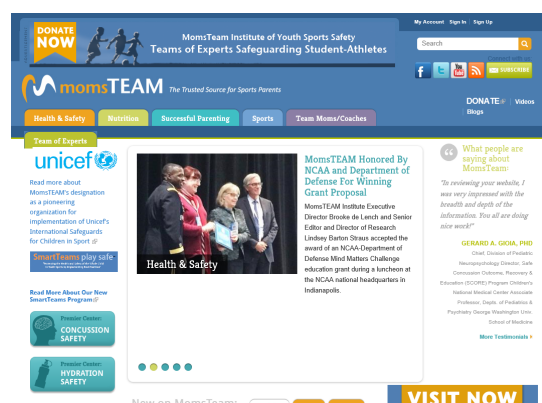 My Account Sign In Sign Up
DONATE
NOW
MomsTeam Institute of Youth Sports Safety
Teams of Experts Safeguarding Student-Athletes
Search
Connect with us
SUBSCRIBE
momsTEAM The Trusted Source for Sports Parents
DONATE Videos
Blogs
Health & Safety Nutrition Successful Parenting Sports Team Moms/Coaches
Team of Experts
unicef
Read more about
MomsTEAM's designation
as a pioneering
organization for
implementation of Unicef's
International Safeguards
for Children in Sport
SmartTeams play safe
Read More About Our New
SmartTeams Program
Premier Center:
CONCUSSION
SAFETY
Premier Center:
HYDRATION
SAFETY
Health & Safety
MomsTEAM Honored By
NCAA and Department of
Defense For Winning
Grant Proposal
MomsTEAM Institute Executive
Director Brooke de Lench and Senior
Editor and Director of Research
Lindsey Barton Straus accepted the
award of an NCAA-Department of
Defense Mind Matters Challenge
education grant during a luncheon at
the NCAA national headquarters in
Indianapolis.
What people are
saying about
MomsTeam:
"In reviewing your website, I
was very impressed with the
breadth and depth of the
information. You all are doing
nice work!"
GERARD A. GIOIA, PHD
Chief, Division of Pediatric
Neuropsychology Director, Safe
Concussion Outcome, Recovery &
Education (SCORE) Program Children's
National Medical Center Associate
Professor, Depts. of Pediatrics &
Psychiatry George Washington Univ.
School of Medicine
More Testimonials
Now on MomsTeam:
VISIT NOW